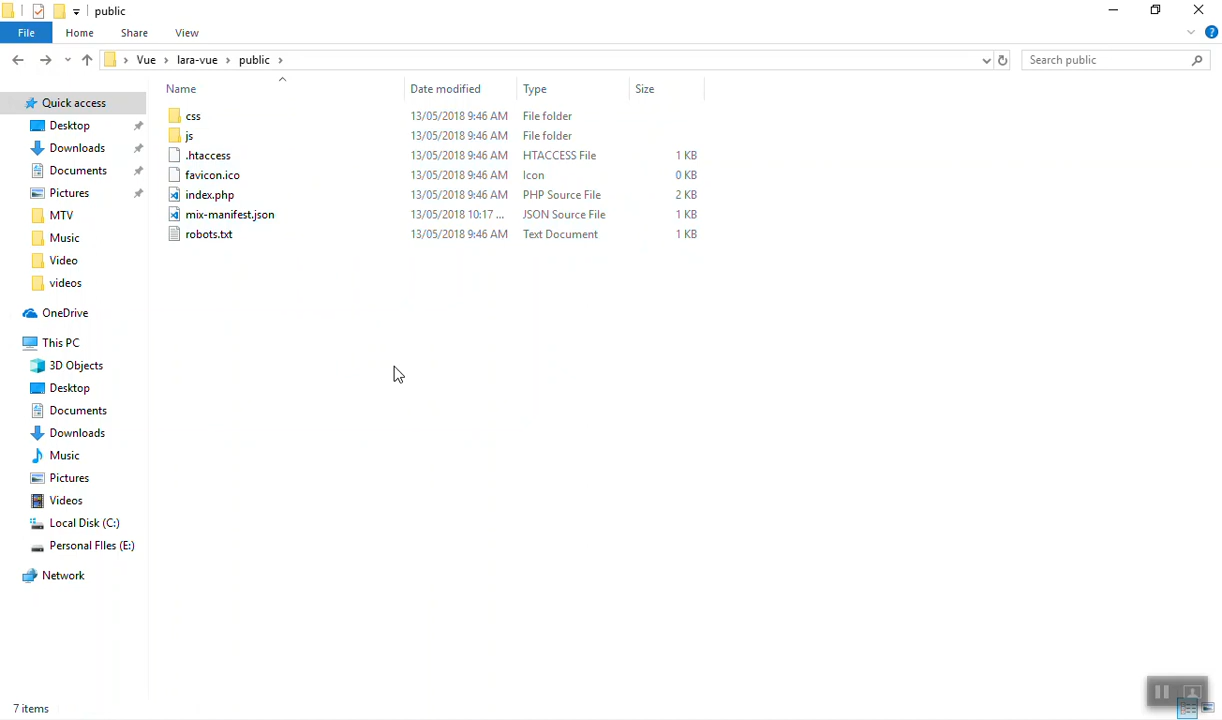 public
File Home Share View
Vue lara-vue public Search public
Name Date modified Type Size
Quick access
Desktop
Downloads
Documents
Pictures
MTV
Music
Video
videos
OneDrive
This PC
3D Objects
Desktop
Documents
Downloads
Music
Pictures
Videos
Local Disk (C:)
Personal FIles (E:)
Network
css 13/05/2018 9:46 AM File folder
js 13/05/2018 9:46 AM File folder
.htaccess 13/05/2018 9:46 AM HTACCESS File 1 KB
favicon.ico 13/05/2018 9:46 AM Icon 0 KB
index.php 13/05/2018 9:46 AM PHP Source File 2 KB
mix-manifest.json 13/05/2018 10:17 ... JSON Source File 1 KB
robots.txt 13/05/2018 9:46 AM Text Document 1 KB
7 items